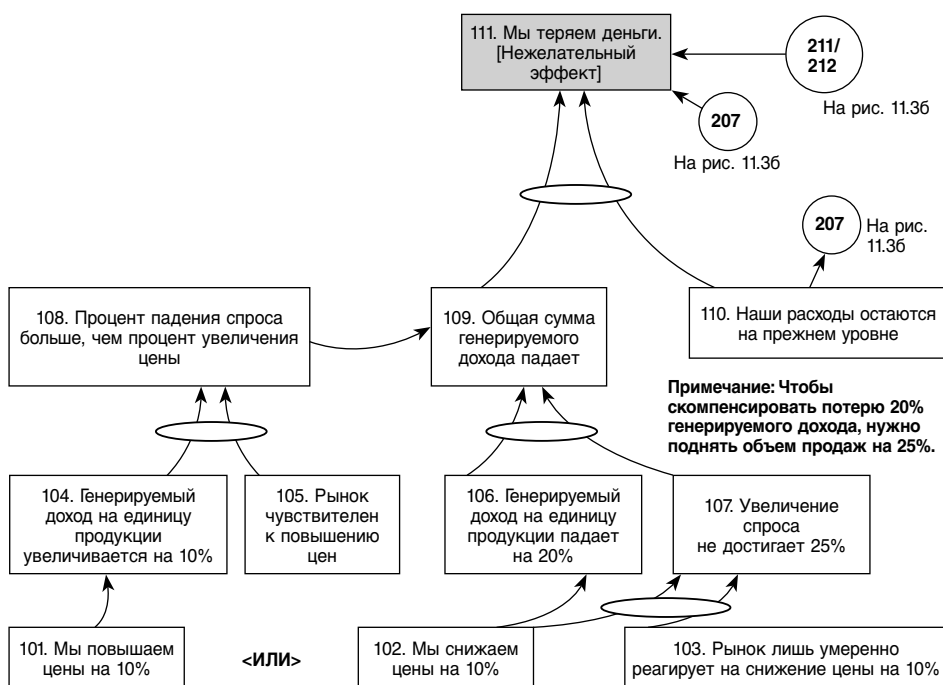 111. Мы теряем деньги.
[Нежелательный
эффект]
211/
212
На рис. 11.3б
207
На рис. 11.3б
207
На рис.
11.3б
108. Процент падения спроса
больше, чем процент увеличения
цены
109. Общая сумма
генерируемого
дохода падает
110. Наши расходы остаются
на прежнем уровне
Примечание: Чтобы
скомпенсировать потерю 20%
генерируемого дохода, нужно
поднять объем продаж на 25%.
104. Генерируемый
доход на единицу
продукции
увеличивается на 10%
105. Рынок
чувствителен
к повышению
цен
106. Генерируемый
доход на единицу
продукции падает
на 20%
107. Увеличение
спроса
не достигает 25%
101. Мы повышаем
цены на 10%
<ИЛИ>
102. Мы снижаем
цены на 10%
103. Рынок лишь умеренно
реагирует на снижение цены на 10%